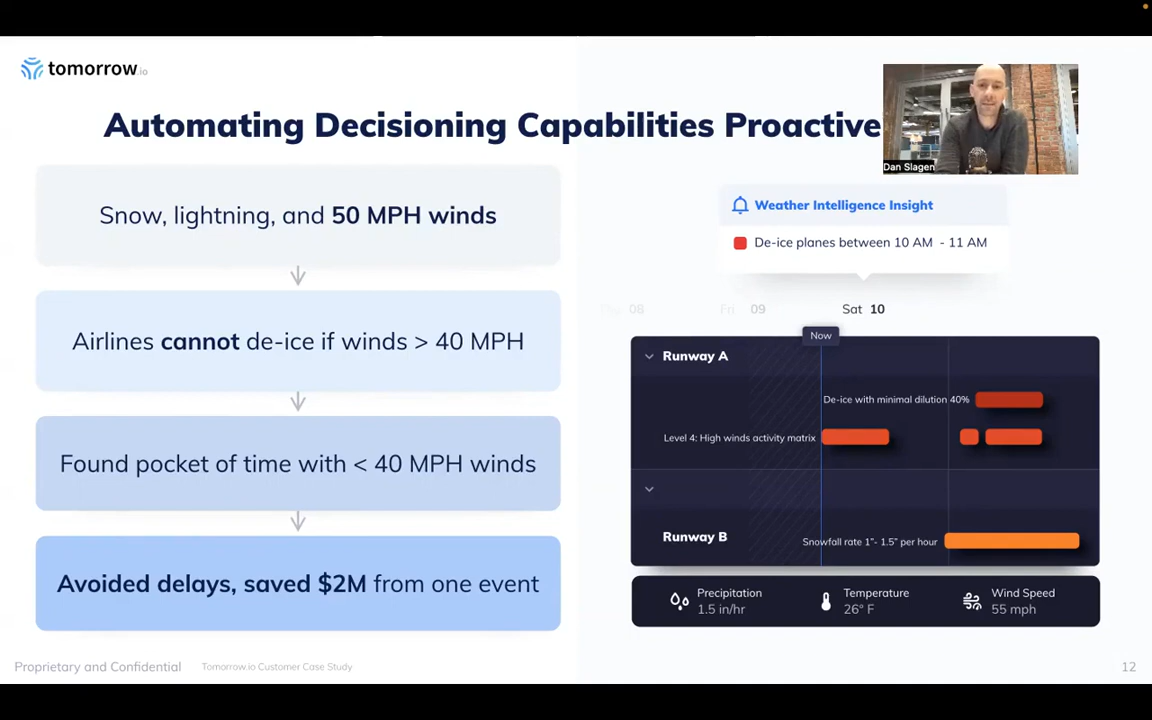 tomorrow.io
Automating Decisioning Capabilities Proactive
Dan Slagen
Snow, lightning, and 50 MPH winds
Airlines cannot de-ice if winds > 40 MPH
Found pocket of time with < 40 MPH winds
Avoided delays, saved $2M from one event
Weather Intelligence Insight
De-ice planes between 10 AM - 11 AM
08
Fri 09
Sat 10
Now
Runway A
De-ice with minimal dilution 40%
Level 4: High winds activity matrix
Runway B
Snowfall rate 1”- 1.5” per hour
Precipitation
1.5 in/hr
Temperature
26° F
Wind Speed
55 mph
Proprietary and Confidential
Tomorrow.io Customer Case Study
12